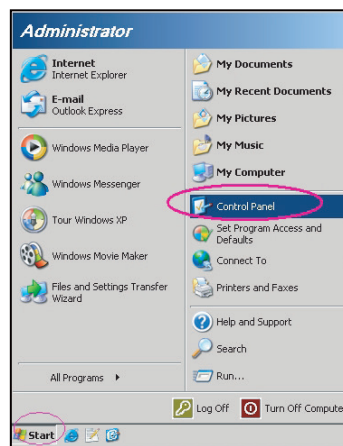 Administrator
Internet
Internet Explorer
E-mail
Outlook Express
Windows Media Player
Windows Messenger
Tour Windows XP
Windows Movie Maker
Files and Settings Transfer
Wizard
All Programs
My Documents
My Recent Documents
My Pictures
My Music
My Computer
Control Panel
Set Program Access and
Defaults
Connect To
Printers and Faxes
Help and Support
Search
Run...
Log Off
Turn Off Compute
Start